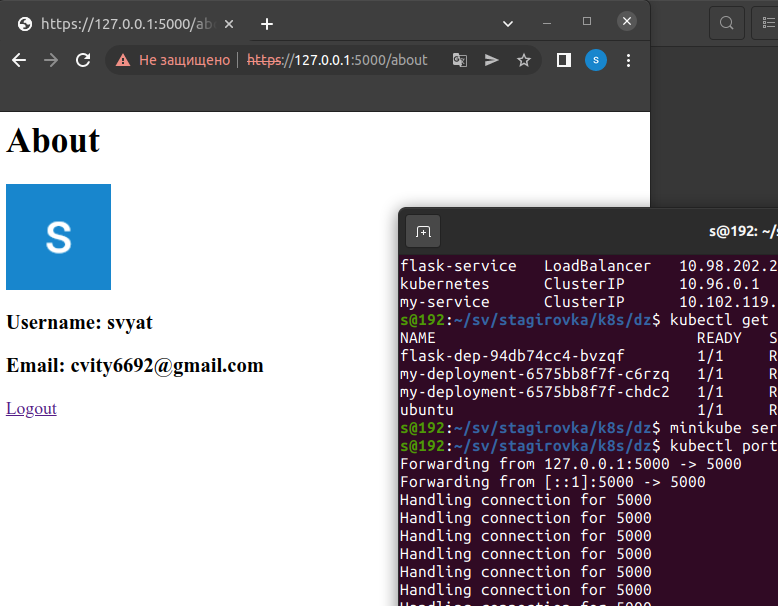 https://127.0.0.1:5000/ab
Не защищено
https://127.0.0.1:5000/about
S
About
S
Username: svyat
Email: cvity6692@gmail.com
Logout
s@192: ~/s
flask-service LoadBalancer 10.98.202.2
kubernetes ClusterIP 10.96.0.1
my-service ClusterIP 10.102.119.
s@192:~/sv/stagirovka/k8s/dz$ kubectl get
NAME READY S
flask-dep-94db74cc4-bvzqf 1/1 R
my-deployment-6575bb8f7f-c6rzq 1/1 R
my-deployment-6575bb8f7f-chdc2 1/1 R
ubuntu 1/1 R
s@192:~/sv/stagirovka/k8s/dz$ minikube ser
s@192:~/sv/stagirovka/k8s/dz$ kubectl port
Forwarding from 127.0.0.1:5000 -> 5000
Forwarding from [::1]:5000 -> 5000
Handling connection for 5000
Handling connection for 5000
Handling connection for 5000
Handling connection for 5000
Handling connection for 5000
Handling connection for 5000
Handling connection for 5000